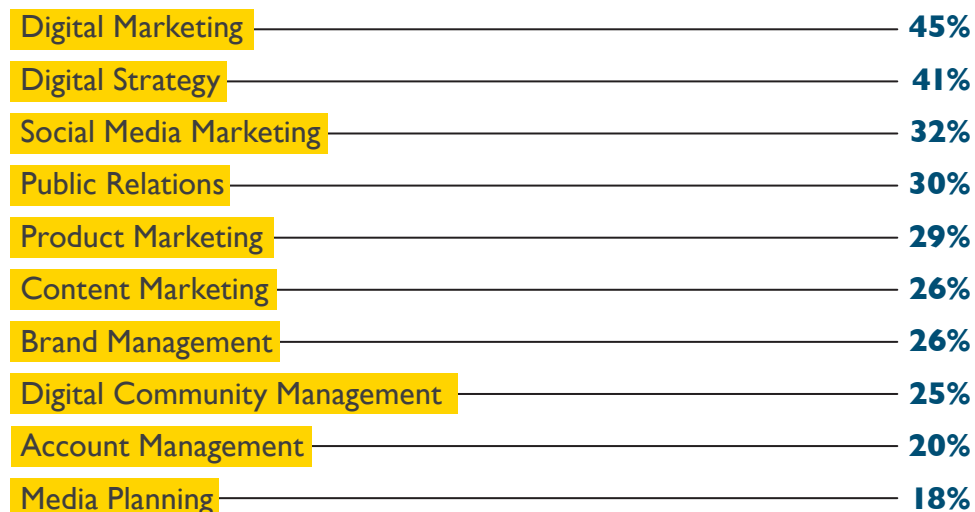 Digital Marketing 45%
Digital Strategy 41%
Social Media Marketing 32%
Public Relations 30%
Product Marketing 29%
Content Marketing 26%
Brand Management 26%
Digital Community Management 25%
Account Management 20%
Media Planning 18%